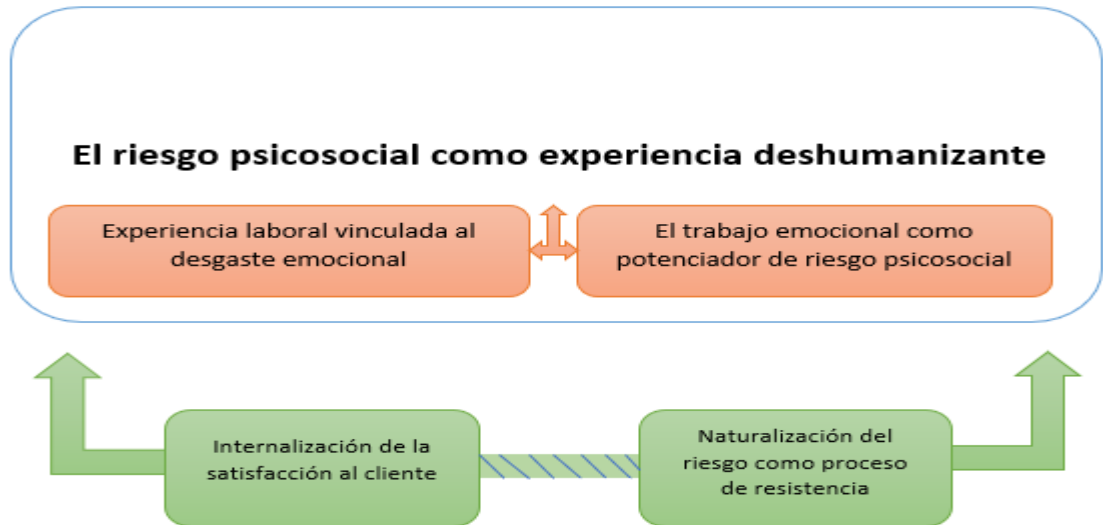 El riesgo psicosocial como experiencia deshumanizante
Experiencia laboral vinculada al
desgaste emocional
El trabajo emocional como
potenciador de riesgo psicosocial
Internalización de la
satisfacción al cliente
Naturalización del
riesgo como proceso
de resistencia